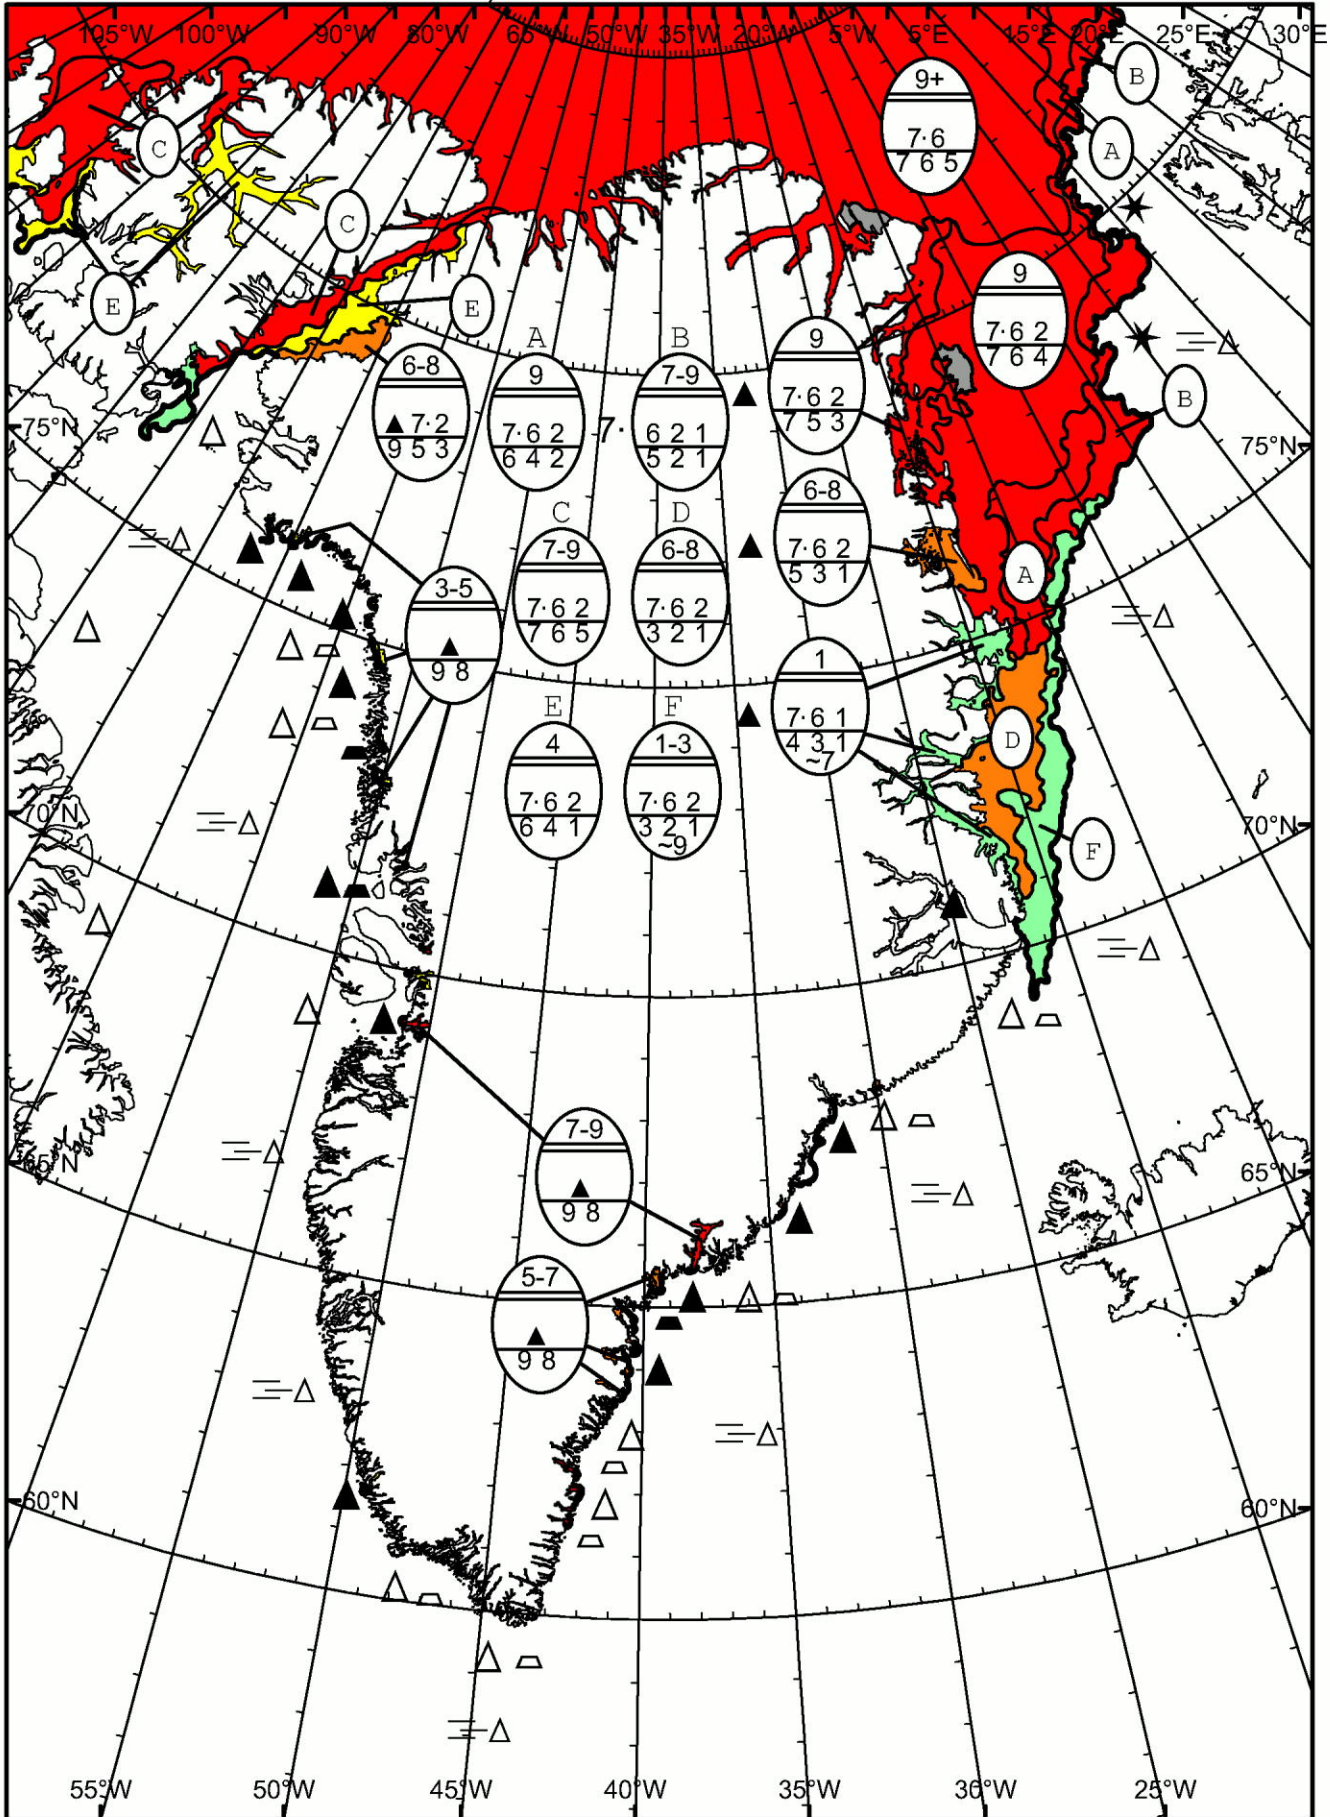 105°W 100°W 90°W 80°W 65°W 50°W 35°W 20°W 5°W 5°E 15°E 20°E 25°E 30°E
B
9+
7·6
7 6 5
A
C
C
E
E
9
7·6 2
7 6 4
A
B
9
7·6 2
7 5 3
6-8
7·2
9 5 3
9
7·6 2
6 4 2
7-9
7· 6 2 1
5 2 1
B
75°N
75°N
6-8
7·6 2
5 3 1
C
D
7-9
7·6 2
7 6 5
6-8
7·6 2
3 2 1
A
3-5
9 8
1
7·6 1
4 3 1
~7
E
F
4
7·6 2
6 4 1
1-3
7·6 2
3 2 1
~9
D
70°N
70°N
F
7-9
9 8
65°N
65°N
5-7
9 8
60°N
60°N
55°W 50°W 45°W 40°W 35°W 36°W 25°W